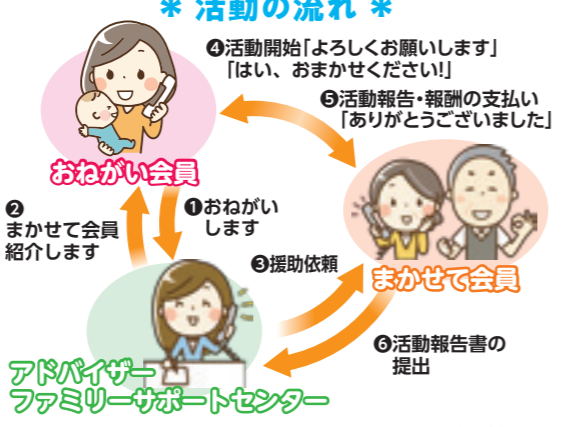 ＊ 活動の流れ ＊
❹活動開始「よろしくお願いします」
「はい、おまかせください!」
❺活動報告・報酬の支払い
「ありがとうございました」
おねがい会員
❷
まかせて会員
紹介します
❶おねがい
します
❸援助依頼
まかせて会員
❻活動報告書の
提出
アドバイザー
ファミリーサポートセンター